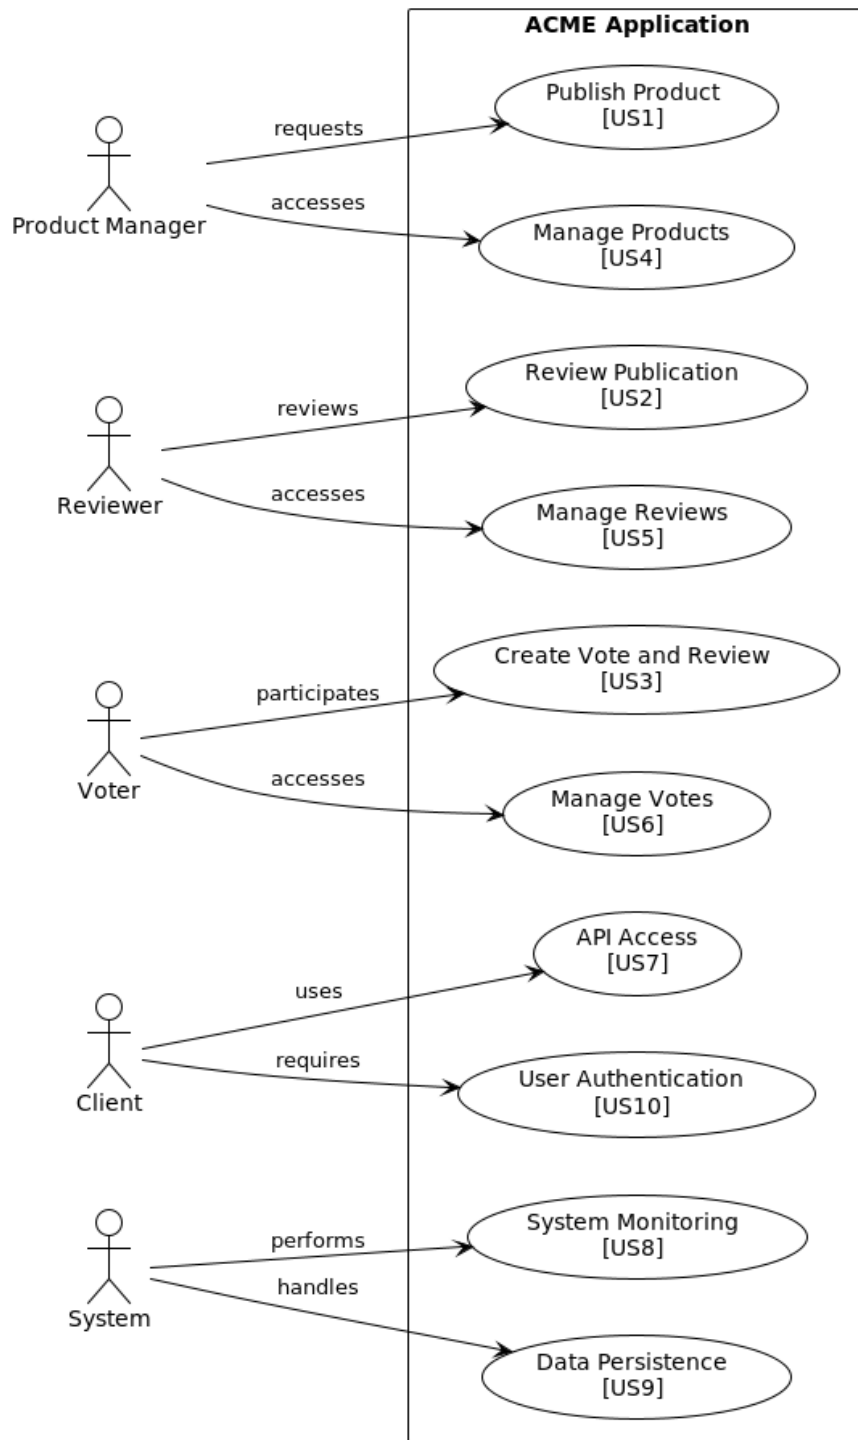 ACME Application
Publish Product
[US1]
requests
accesses
Product Manager
Manage Products
[US4]
Review Publication
[US2]
reviews
accesses
Reviewer
Manage Reviews
[US5]
Create Vote and Review
[US3]
participates
accesses
Voter
Manage Votes
[US6]
API Access
[US7]
uses
requires
Client
User Authentication
[US10]
System Monitoring
[US8]
performs
handles
System
Data Persistence
[US9]